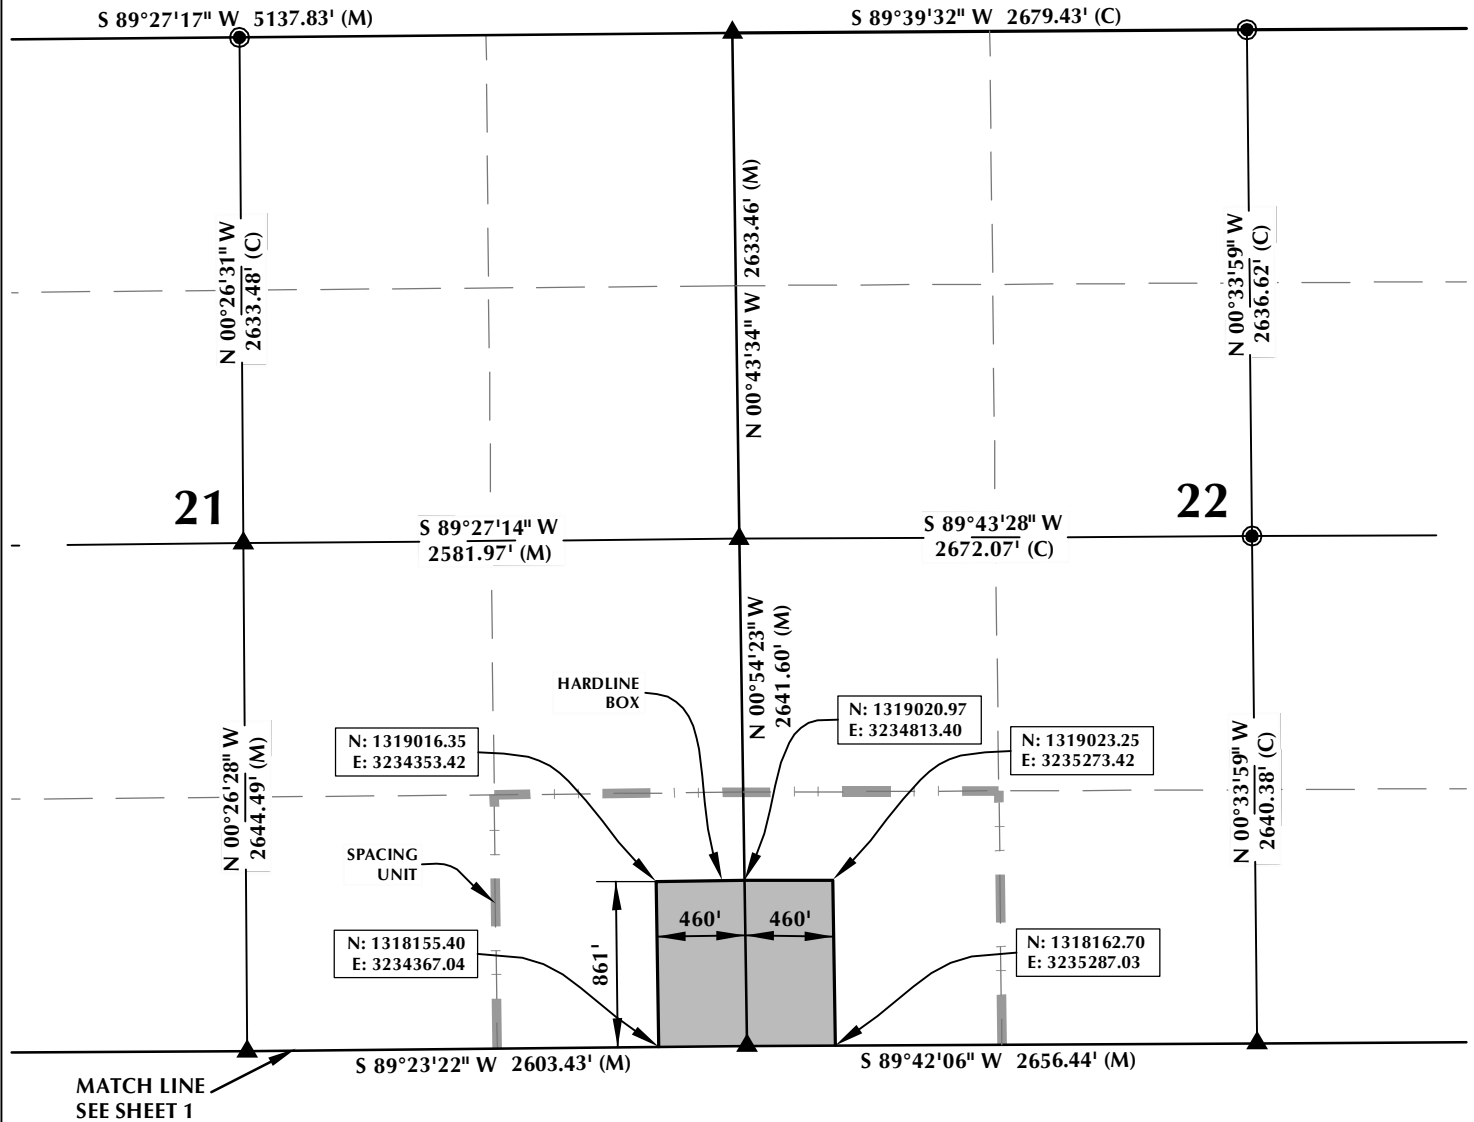 S 89°27'17" W 5137.83' (M)
S 89°39'32" W 2679.43' (C)
N 00°26'31" W
2633.48' (C)
N 00°43'34" W 2633.46' (M)
N 00°33'59" W
2636.62' (C)
21
22
S 89°27'14" W
2581.97' (M)
S 89°43'28" W
2672.07' (C)
N 00°54'23" W
2641.60' (M)
HARDLINE
BOX
N: 1319020.97
E: 3234813.40
N: 1319016.35
E: 3234353.42
N: 1319023.25
E: 3235273.42
N 00°26'28" W
2644.49' (M)
N 00°33'59" W
2640.38' (C)
SPACING
UNIT
460'
460'
861'
N: 1318155.40
E: 3234367.04
N: 1318162.70
E: 3235287.03
S 89°23'22" W 2603.43' (M)
S 89°42'06" W 2656.44' (M)
MATCH LINE
SEE SHEET 1